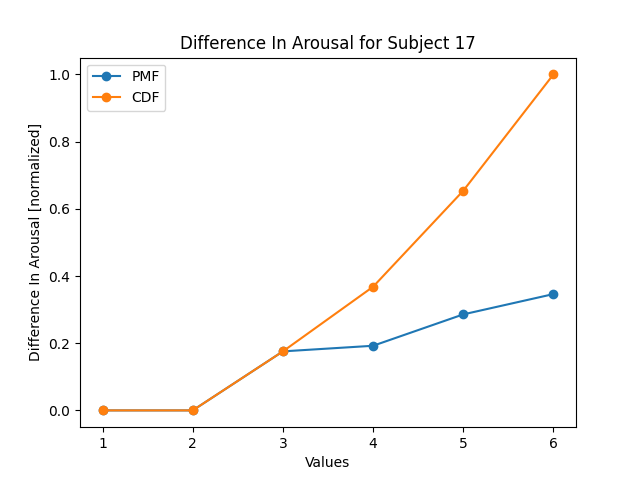 Difference In Arousal for Subject 17
PMF
CDF
Difference In Arousal [normalized]
1.0
0.8
0.6
0.4
0.2
0.0
1 2 3 4 5 6
Values